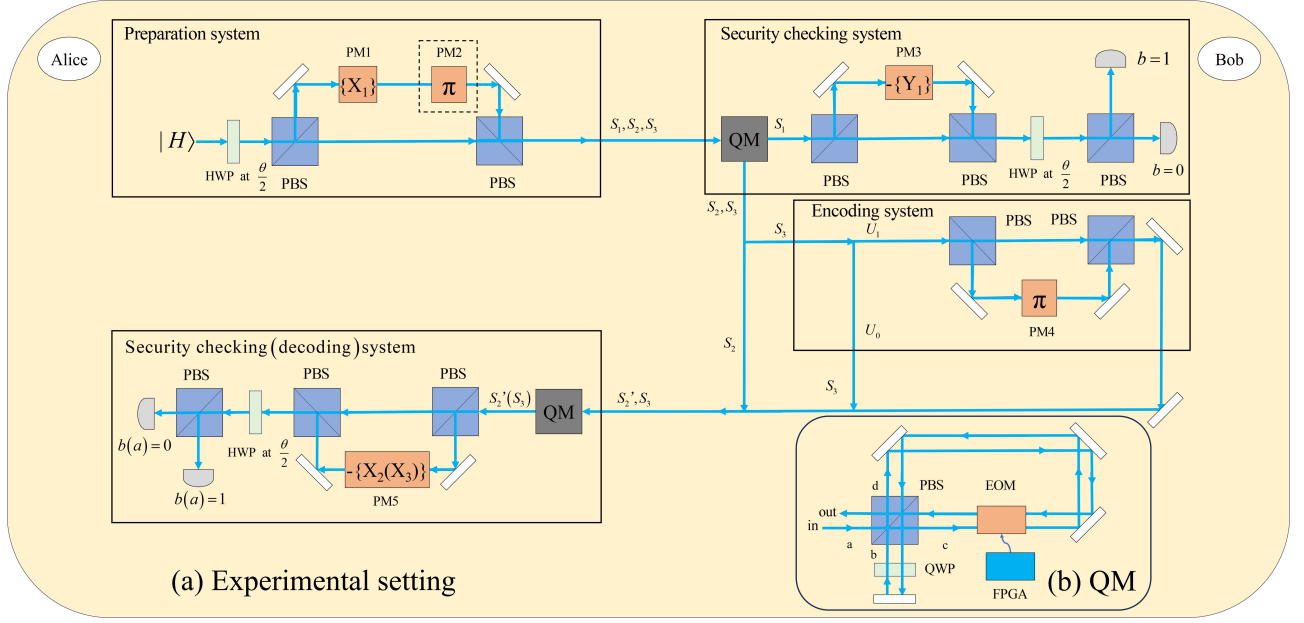 Alice
Preparation system
PM1
PM2
{X₁}
π
|H⟩
HWP at θ/2
PBS
PBS
S₁,S₂,S₃
Bob
Security checking system
PM3
-{Y₁}
b=1
QM
S₁
PBS
PBS
HWP at θ/2
PBS
b=0
S₂,S₃
Encoding system
S₃
U₁
PBS
PBS
π
PM4
U₀
S₂
S₃
Security checking(decoding)system
PBS
PBS
PBS
S₂'(S₃)
QM
S₂',S₃
b(a)=0
HWP at θ/2
b(a)=1
-{X₂(X₃)}
PM5
d
PBS
EOM
out
in
a
b
c
QWP
FPGA
(a) Experimental setting
(b) QM